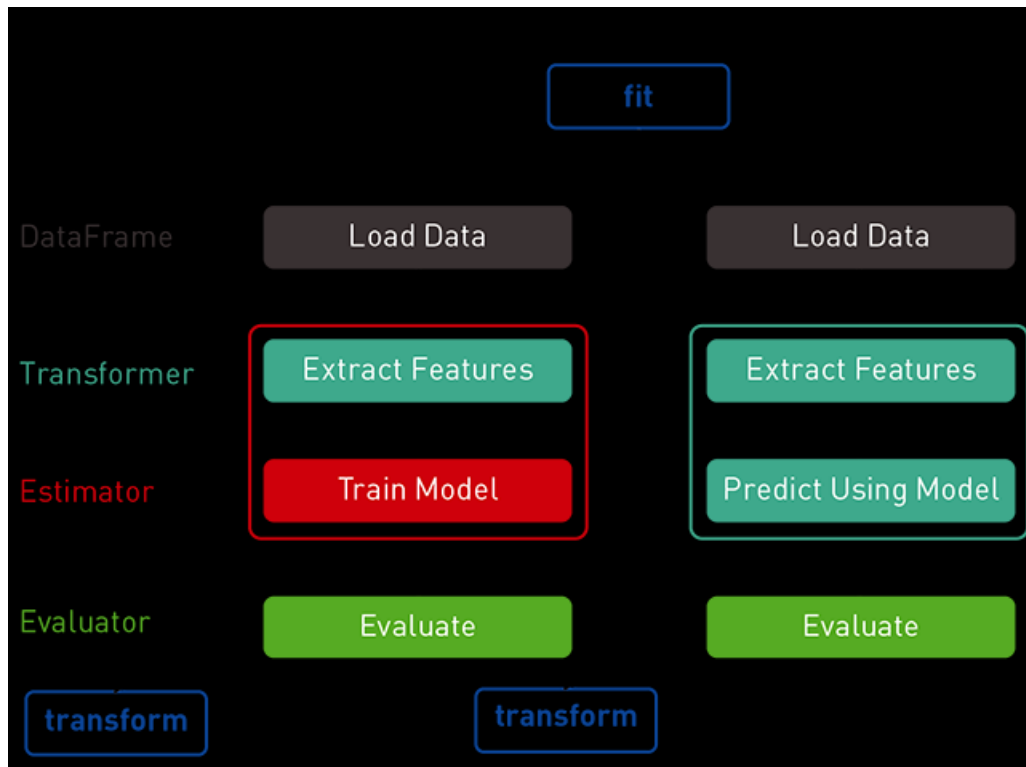 fit
DataFrame
Load Data
Load Data
Transformer
Extract Features
Extract Features
Estimator
Train Model
Predict Using Model
Evaluator
Evaluate
Evaluate
transform
transform